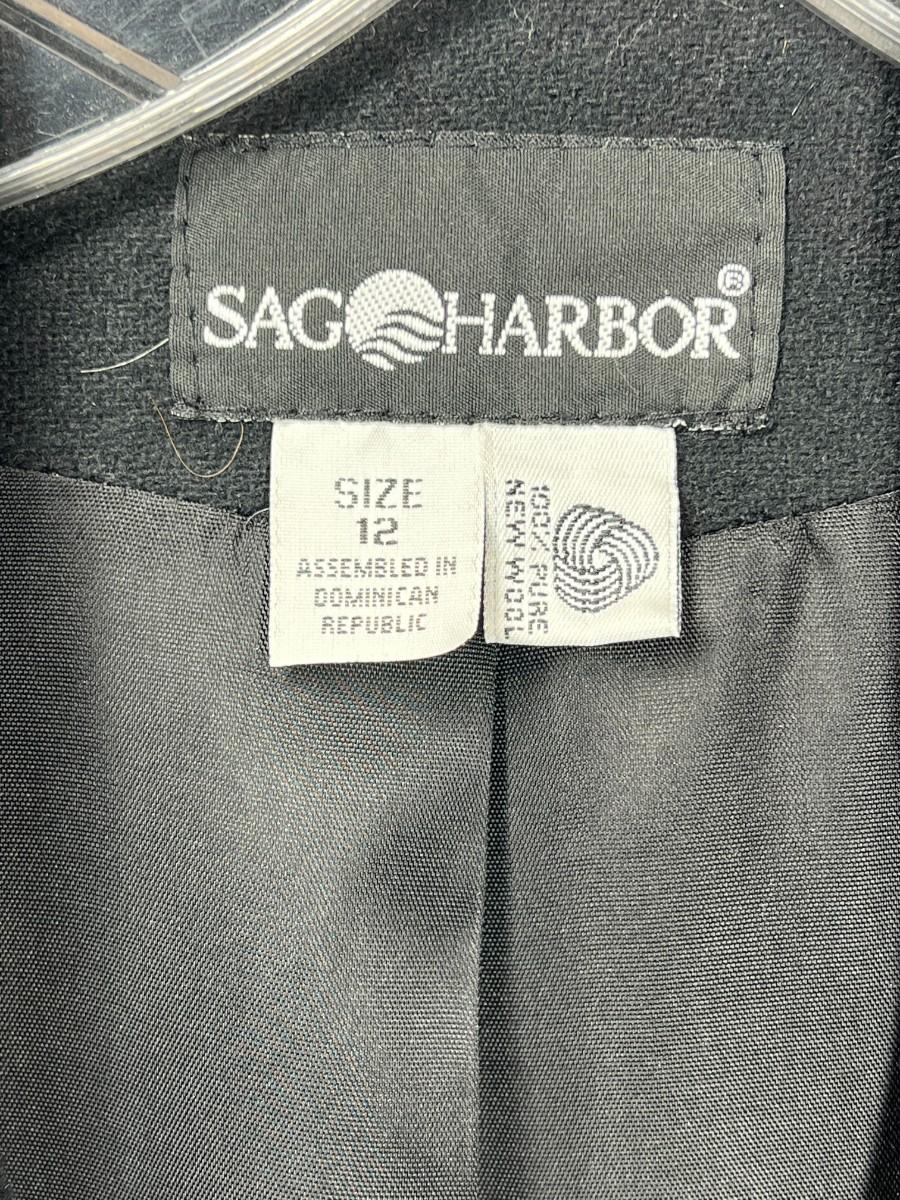 SAG HARBOR®
SIZE
12
ASSEMBLED IN
DOMINICAN
REPUBLIC
100% PURE
NEW WOOL